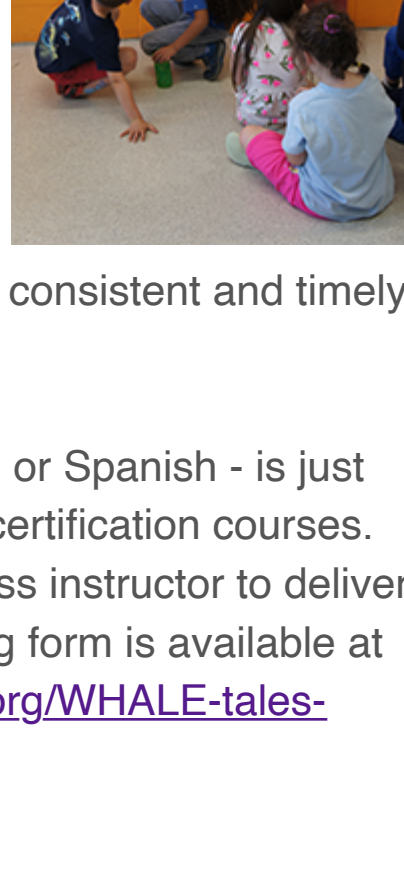 consistent and timely
or Spanish - is just
certification courses.
ss instructor to deliver
g form is available at
org/WHALE-tales-